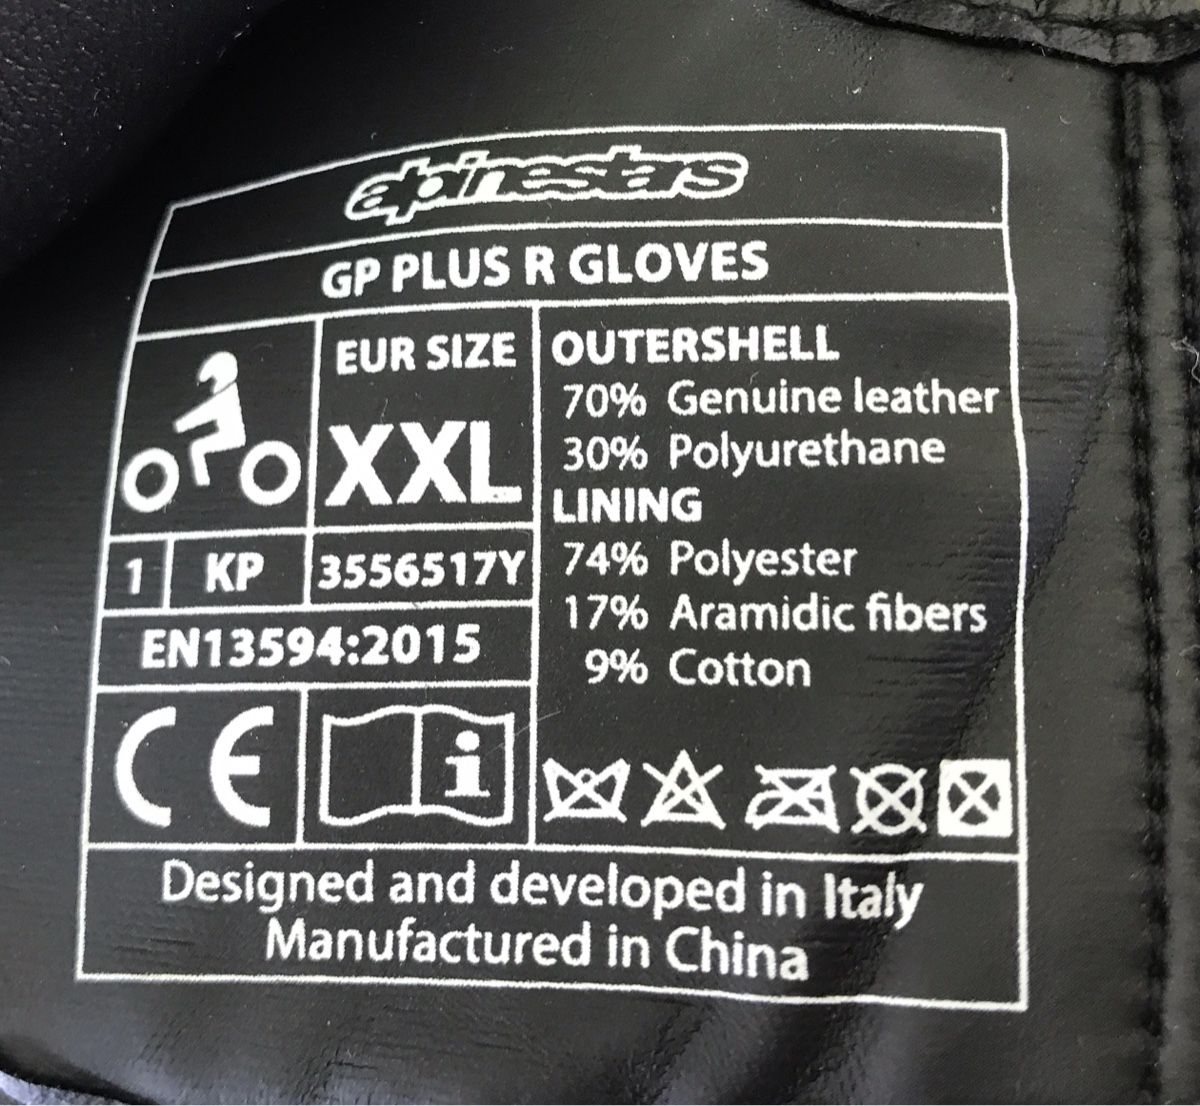 alpinestars
GP PLUS R GLOVES
EUR SIZE
XXL
1 KP 3556517Y
EN13594:2015
CE
i
OUTERSHELL
70% Genuine leather
30% Polyurethane
LINING
74% Polyester
17% Aramidic fibers
9% Cotton
Designed and developed in Italy
Manufactured in China